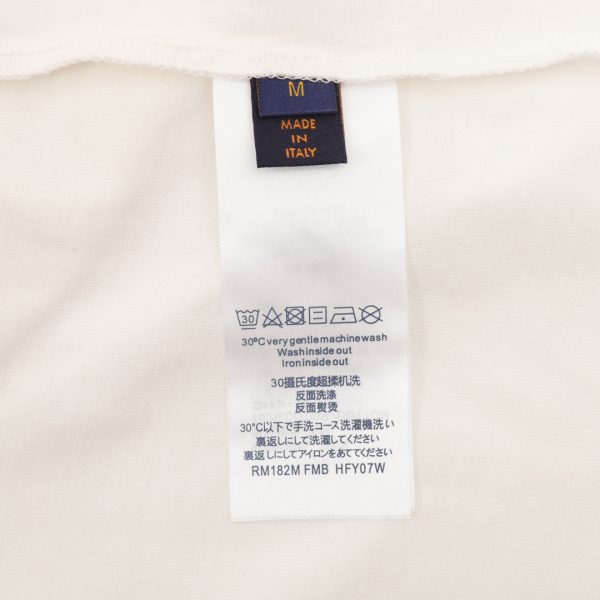 M
MADE
IN
ITALY
30
30ºC very gentle machine wash
Wash inside out
Iron inside out
30摄氏度超揉机洗
反面洗涤
反面熨烫
30℃以下で手洗コース洗濯機洗い
裏返しにして洗濯してください
裏返しにしてアイロンをあててください
RM182M FMB HFY07W